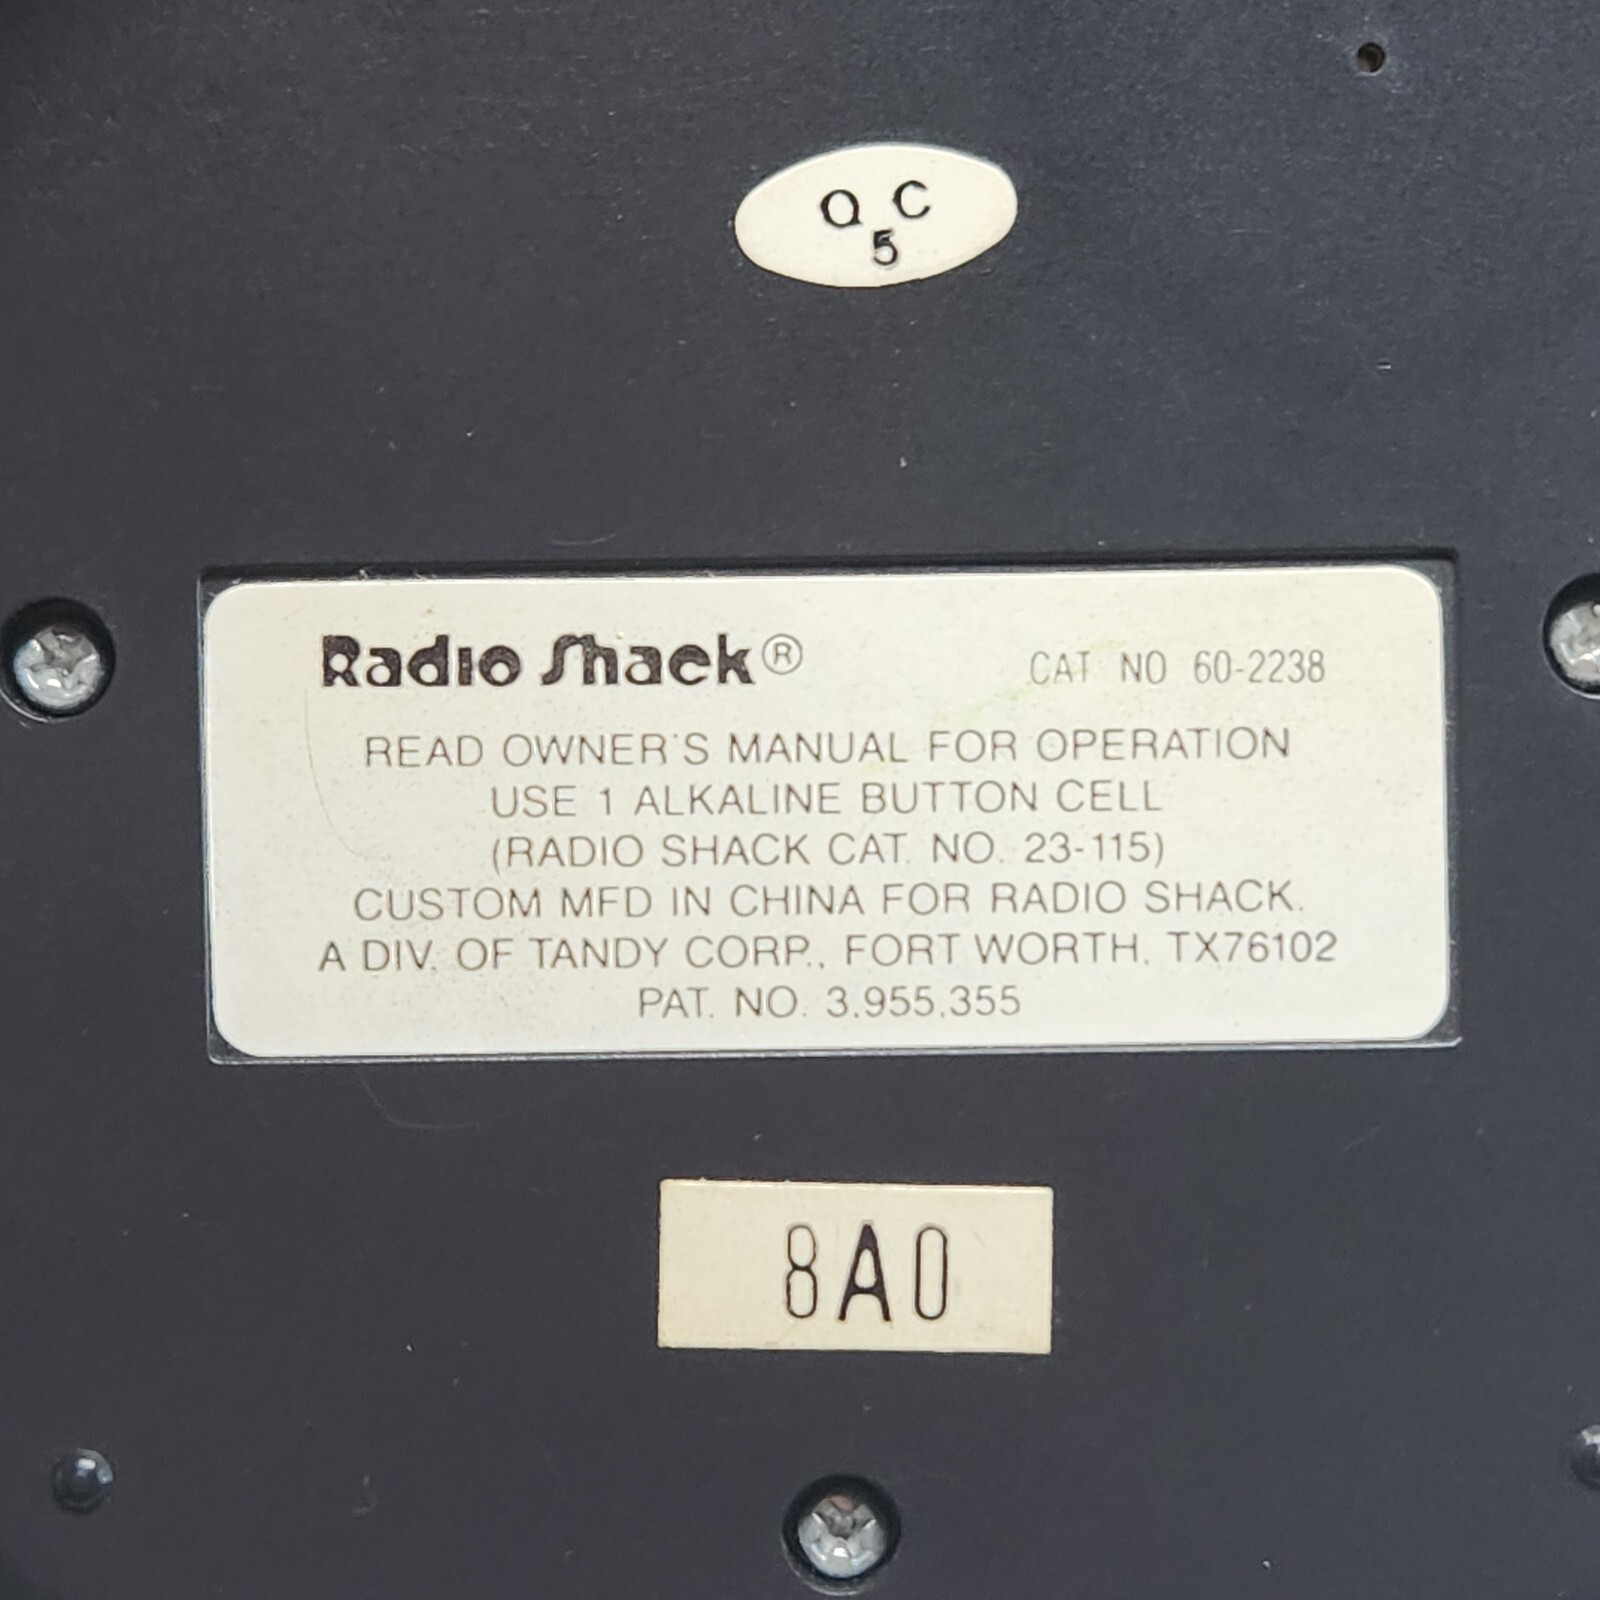 Q C
5
Radio Shack® CAT NO 60-2238
READ OWNER'S MANUAL FOR OPERATION
USE 1 ALKALINE BUTTON CELL
(RADIO SHACK CAT. NO. 23-115)
CUSTOM MFD IN CHINA FOR RADIO SHACK.
A DIV. OF TANDY CORP., FORT WORTH, TX76102
PAT. NO. 3,955,355
8A0